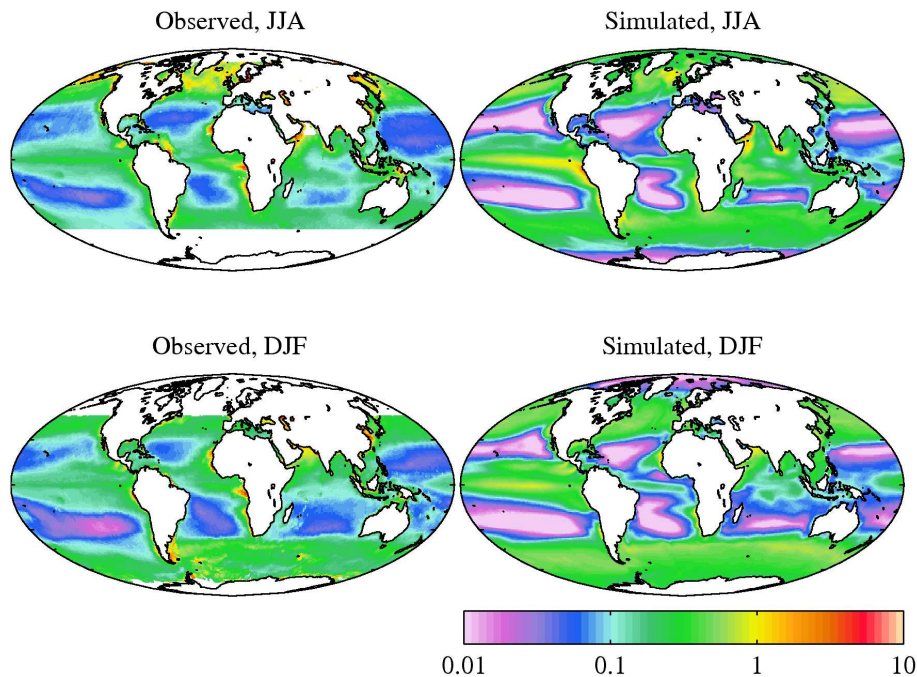 Observed, JJA
Simulated, JJA
Observed, DJF
Simulated, DJF
0.01 0.1 1 10